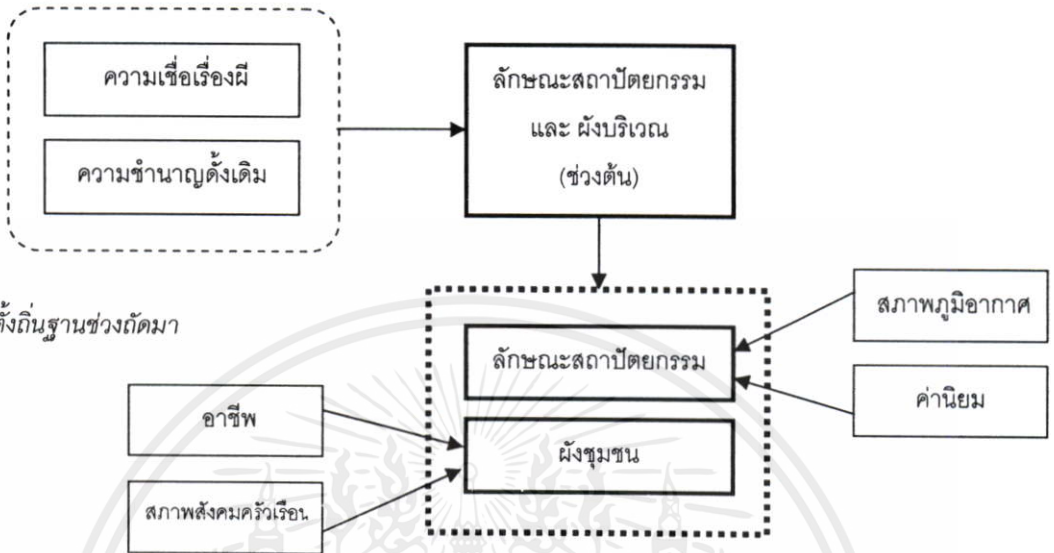 ความเชื่อเรื่องผี
ความชำนาญดั้งเดิม
ลักษณะสถาปัตยกรรม
และ ผังบริเวณ
(ช่วงต้น)
ตั้งถิ่นฐานช่วงถัดมา
ลักษณะสถาปัตยกรรม
ผังชุมชน
สภาพภูมิอากาศ
ค่านิยม
อาชีพ
สภาพสังคมครัวเรือน